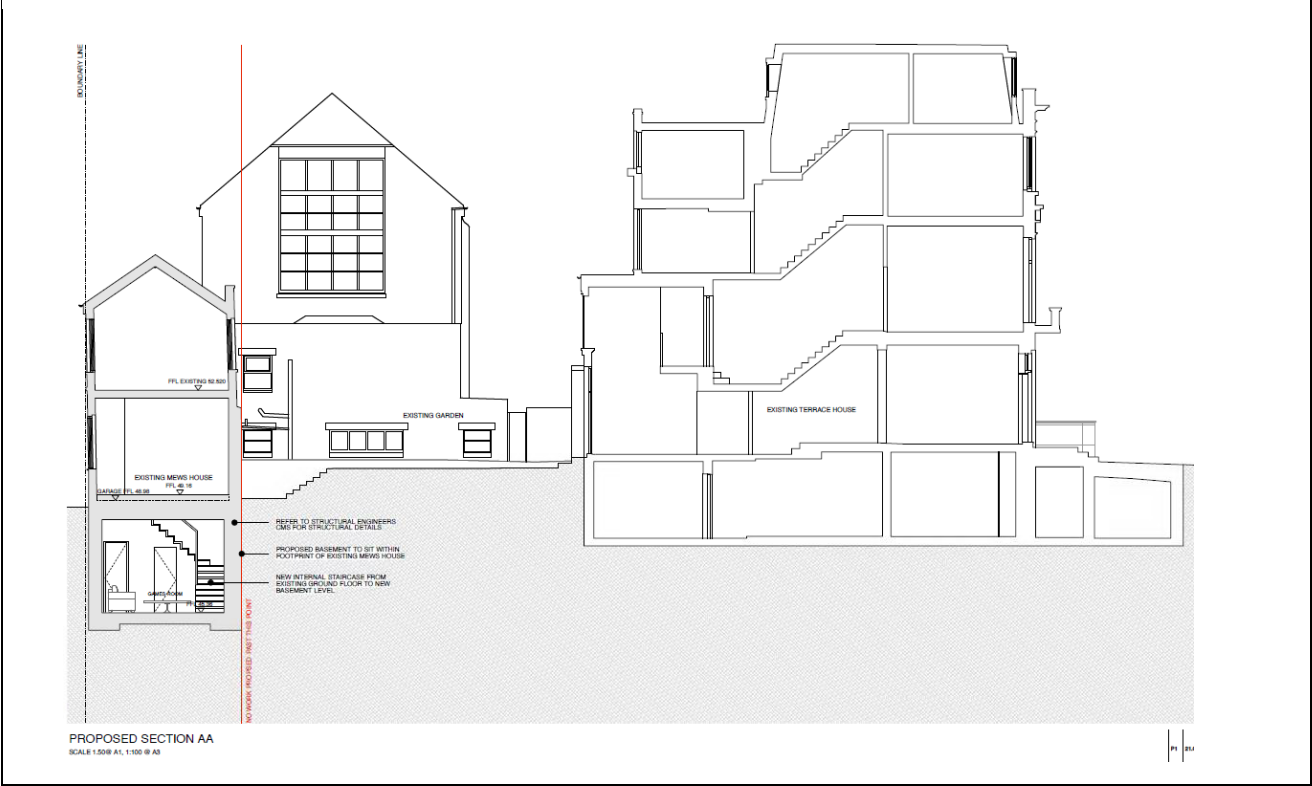 BOUNDARY LINE
FFL EXISTING 52.520
EXISTING GARDEN
EXISTING TERRACE HOUSE
EXISTING MEWS HOUSE
FFL 49.16
GARAGE FFL 48.98
REFER TO STRUCTURAL ENGINEERS
CMS FOR STRUCTURAL DETAILS
PROPOSED BASEMENT TO SIT WITHIN
FOOTPRINT OF EXISTING MEWS HOUSE
NEW INTERNAL STAIRCASE FROM
EXISTING GROUND FLOOR TO NEW
BASEMENT LEVEL
GAMES ROOM
FFL
NO WORK PROPOSED PAST THIS POINT
PROPOSED SECTION AA
SCALE 1:50@ A1, 1:100 @ A3
P1